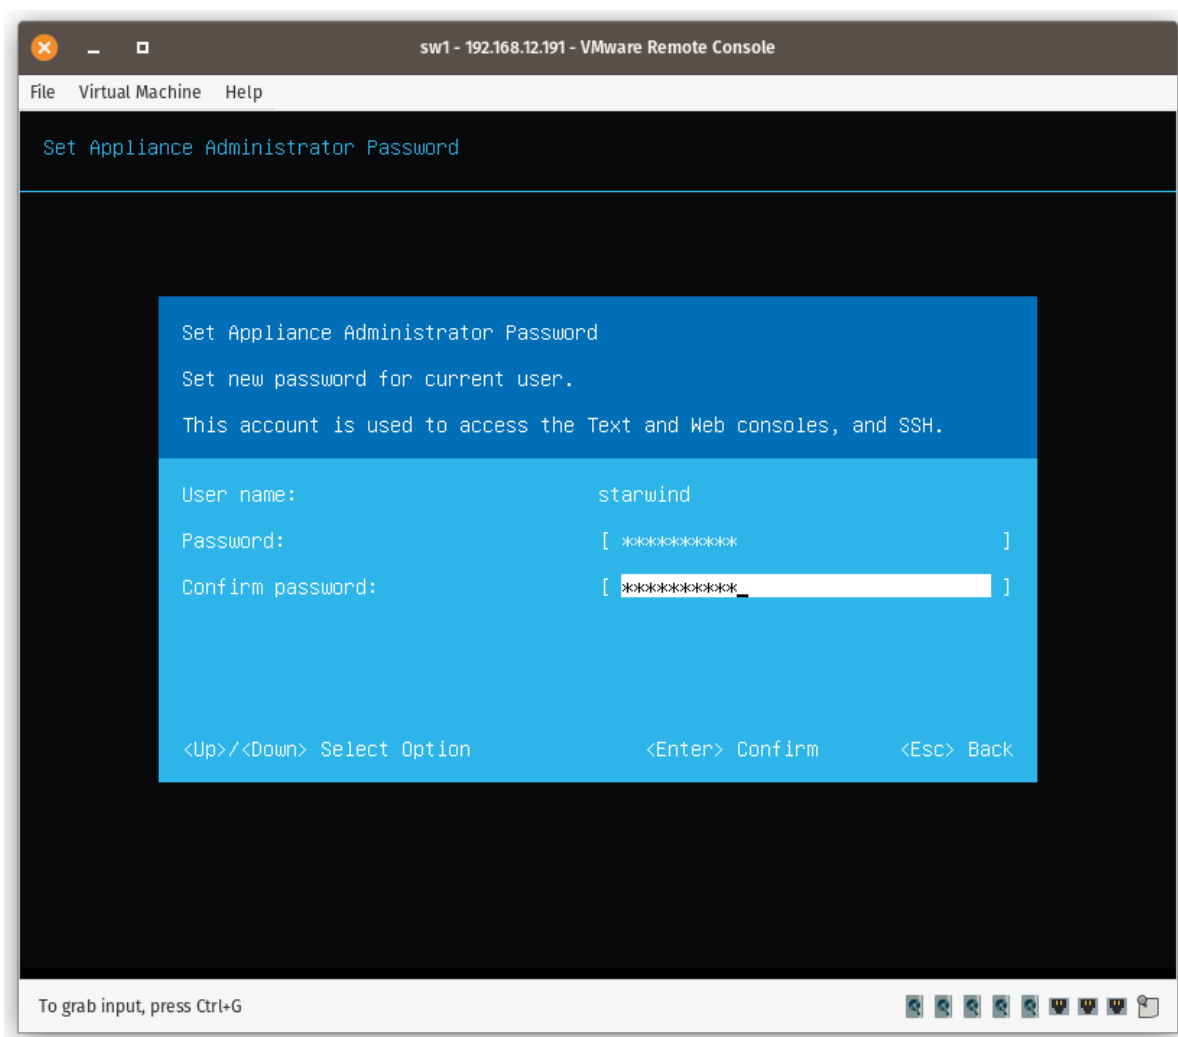 sw1 - 192.168.12.191 - VMware Remote Console
File Virtual Machine Help
Set Appliance Administrator Password
Set Appliance Administrator Password
Set new password for current user.
This account is used to access the Text and Web consoles, and SSH.
User name: starwind
Password: [ ********** ]
Confirm password: [ **********_ ]
<Up>/<Down> Select Option <Enter> Confirm <Esc> Back
To grab input, press Ctrl+G